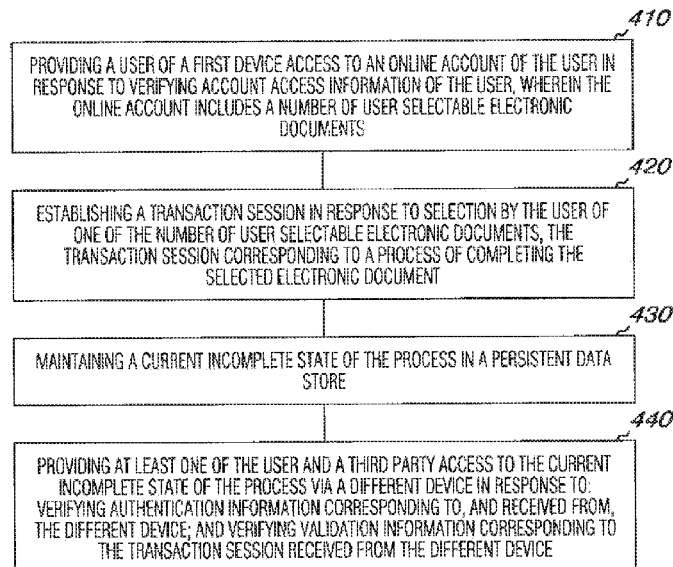 410
PROVIDING A USER OF A FIRST DEVICE ACCESS TO AN ONLINE ACCOUNT OF THE USER IN
RESPONSE TO VERIFYING ACCOUNT ACCESS INFORMATION OF THE USER, WHEREIN THE
ONLINE ACCOUNT INCLUDES A NUMBER OF USER SELECTABLE ELECTRONIC
DOCUMENTS
420
ESTABLISHING A TRANSACTION SESSION IN RESPONSE TO SELECTION BY THE USER OF
ONE OF THE NUMBER OF USER SELECTABLE ELECTRONIC DOCUMENTS, THE
TRANSACTION SESSION CORRESPONDING TO A PROCESS OF COMPLETING THE
SELECTED ELECTRONIC DOCUMENT
430
MAINTAINING A CURRENT INCOMPLETE STATE OF THE PROCESS IN A PERSISTENT DATA
STORE
440
PROVIDING AT LEAST ONE OF THE USER AND A THIRD PARTY ACCESS TO THE CURRENT
INCOMPLETE STATE OF THE PROCESS VIA A DIFFERENT DEVICE IN RESPONSE TO:
VERIFYING AUTHENTICATION INFORMATION CORRESPONDING TO, AND RECEIVED FROM,
THE DIFFERENT DEVICE; AND VERIFYING VALIDATION INFORMATION CORRESPONDING TO
THE TRANSACTION SESSION RECEIVED FROM THE DIFFERENT DEVICE